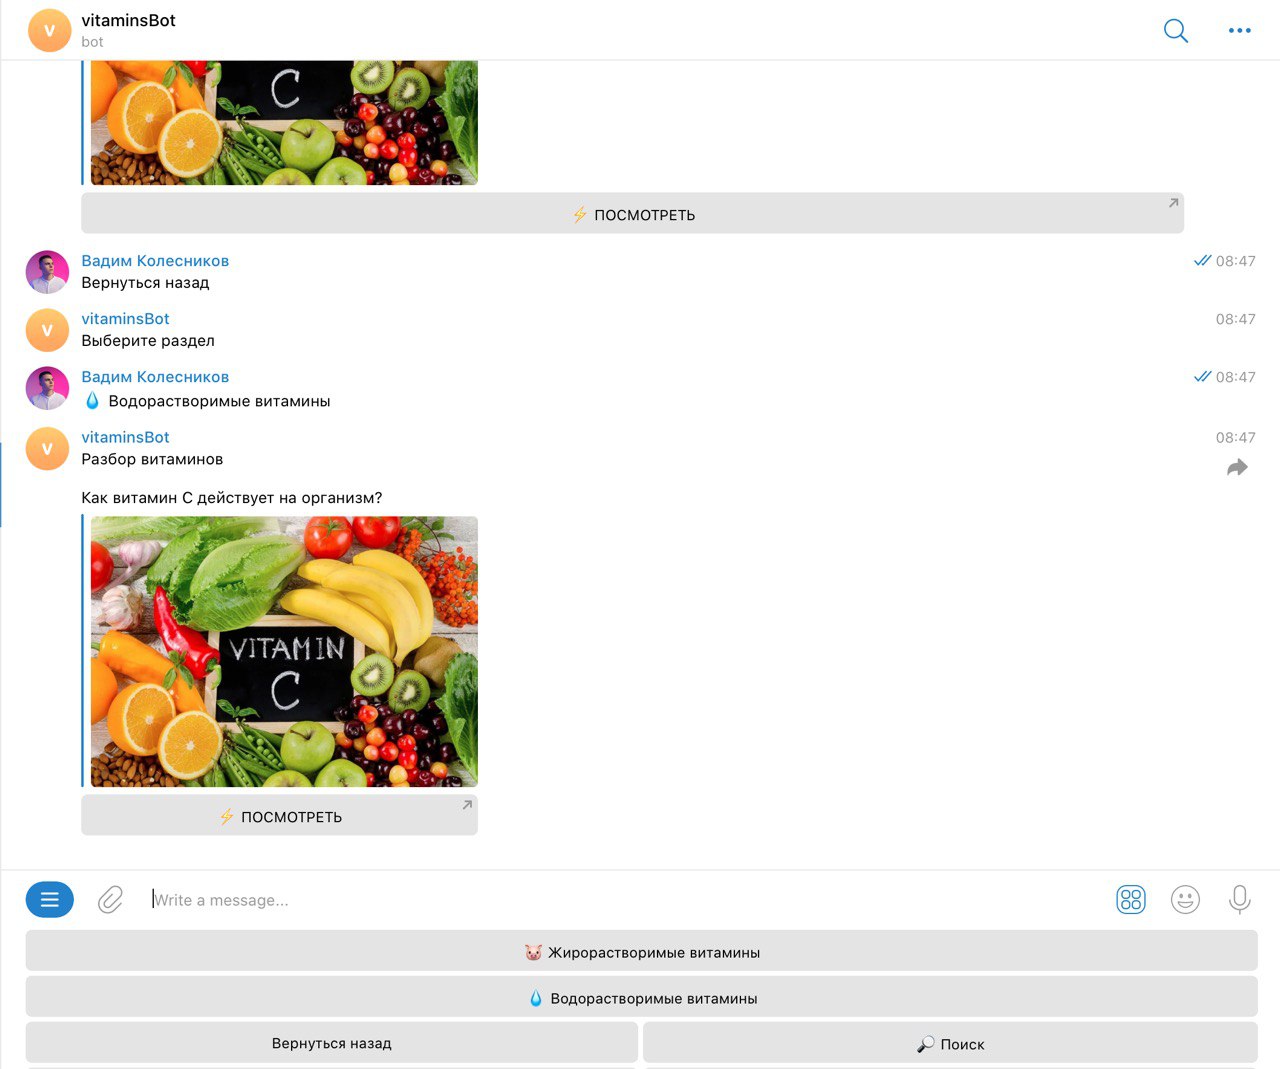 vitaminsBot
bot
C
⚡ ПОСМОТРЕТЬ
Вадим Колесников
08:47
Вернуться назад
vitaminsBot
08:47
Выберите раздел
Вадим Колесников
08:47
💧 Водорастворимые витамины
vitaminsBot
08:47
Разбор витаминов
Как витамин С действует на организм?
VITAMIN
C
⚡ ПОСМОТРЕТЬ
Write a message...
🐷 Жирорастворимые витамины
💧 Водорастворимые витамины
Вернуться назад
🔎 Поиск